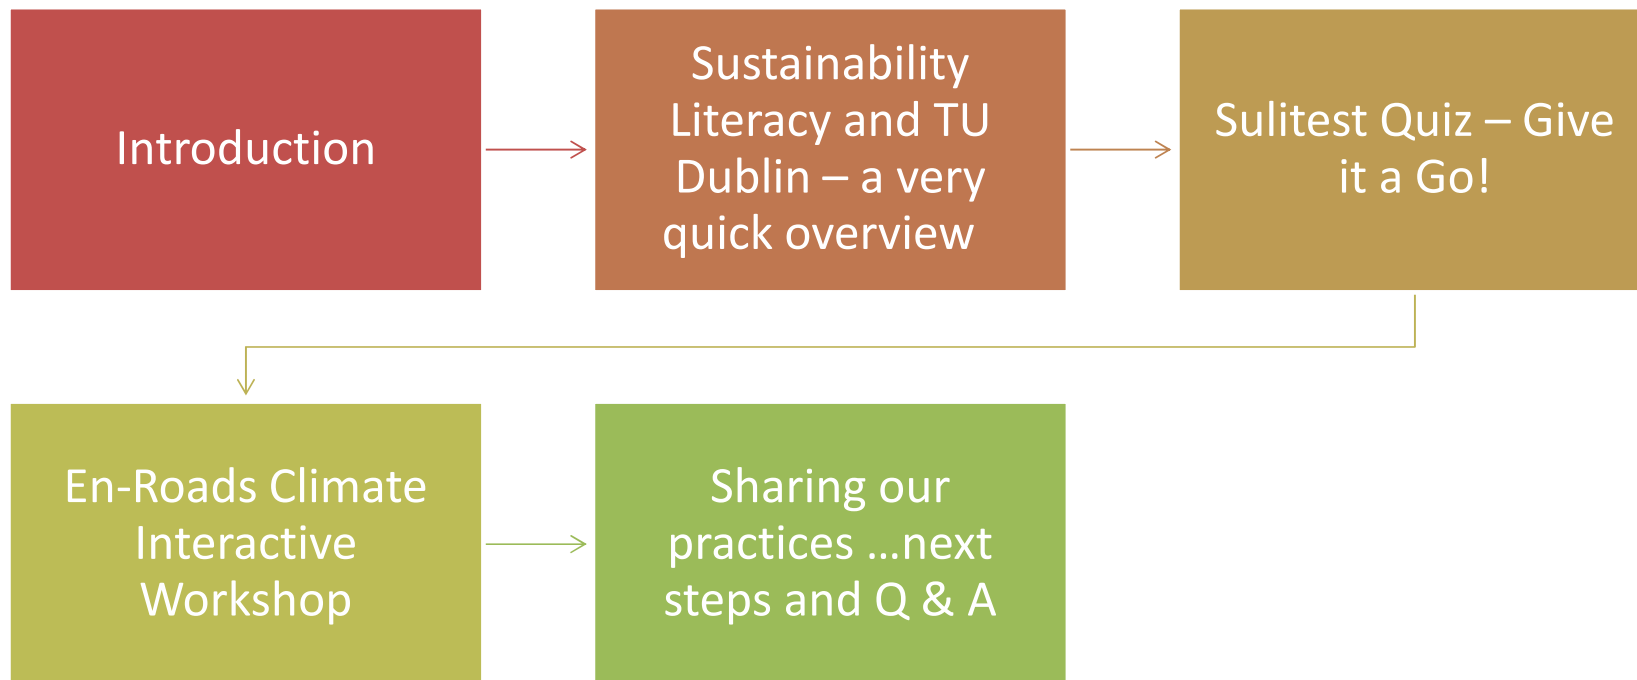 Introduction
Sustainability
Literacy and TU
Dublin – a very
quick overview
Sulitest Quiz – Give
it a Go!
En-Roads Climate
Interactive
Workshop
Sharing our
practices ...next
steps and Q & A